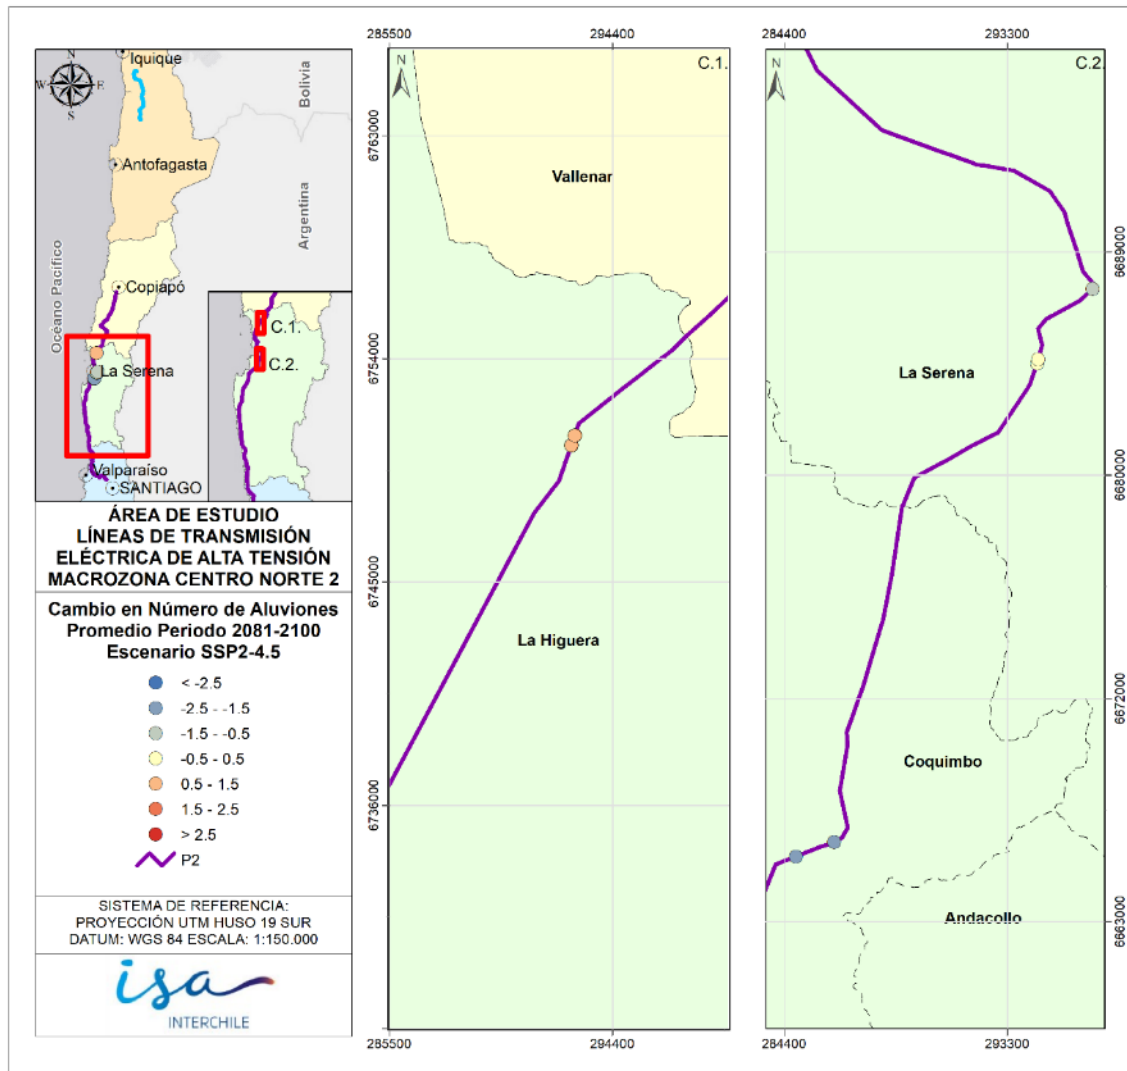 N
W
E
S
Iquique
Bolivia
Antofagasta
Argentina
Océano Pacífico
Copiapó
C.1.
La Serena
C.2.
Valparaíso
SANTIAGO
ÁREA DE ESTUDIO
LÍNEAS DE TRANSMISIÓN
ELÉCTRICA DE ALTA TENSIÓN
MACROZONA CENTRO NORTE 2
Cambio en Número de Aluviones
Promedio Periodo 2081-2100
Escenario SSP2-4.5
< -2.5
-2.5 - -1.5
-1.5 - -0.5
-0.5 - 0.5
0.5 - 1.5
1.5 - 2.5
> 2.5
P2
SISTEMA DE REFERENCIA:
PROYECCIÓN UTM HUSO 19 SUR
DATUM: WGS 84 ESCALA: 1:150.000
isa
INTERCHILE
285500
294400
N
C.1.
6763000
Vallenar
6754000
6745000
La Higuera
6736000
285500
294400
284400
293300
N
C.2.
6689000
La Serena
6680000
6672000
Coquimbo
Andacollo
6663000
284400
293300